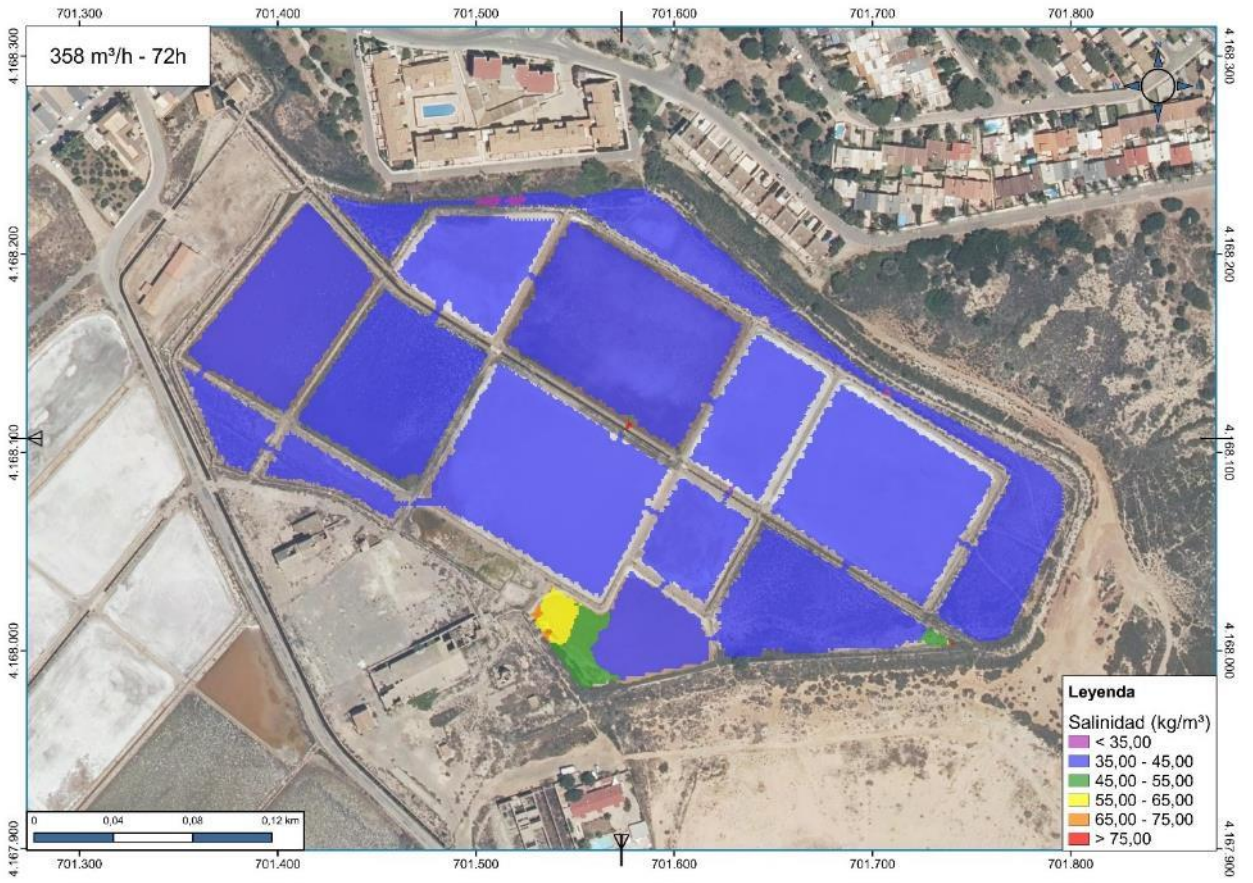 701.300 701.400 701.500 701.600 701.700 701.800
358 m³/h - 72h
4.168.300 4.168.300
4.168.200 4.168.200
4.168.100 4.168.100
4.168.000 4.168.000
4.167.900 4.167.900
Leyenda
Salinidad (kg/m³)
< 35,00
35,00 - 45,00
45,00 - 55,00
55,00 - 65,00
65,00 - 75,00
> 75,00
0 0,04 0,08 0,12 km
701.300 701.400 701.500 701.600 701.700 701.800